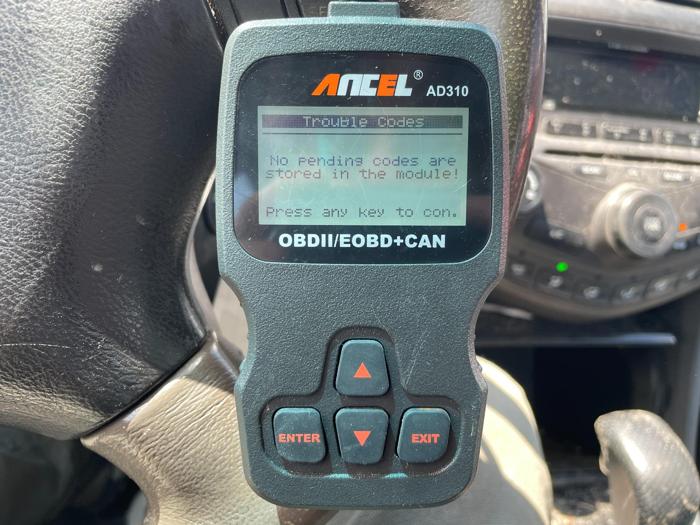 ANCEL® AD310
Trouble Codes
No pending codes are
stored in the module!
Press any key to con.
OBDII/EOBD+CAN
ENTER
EXIT